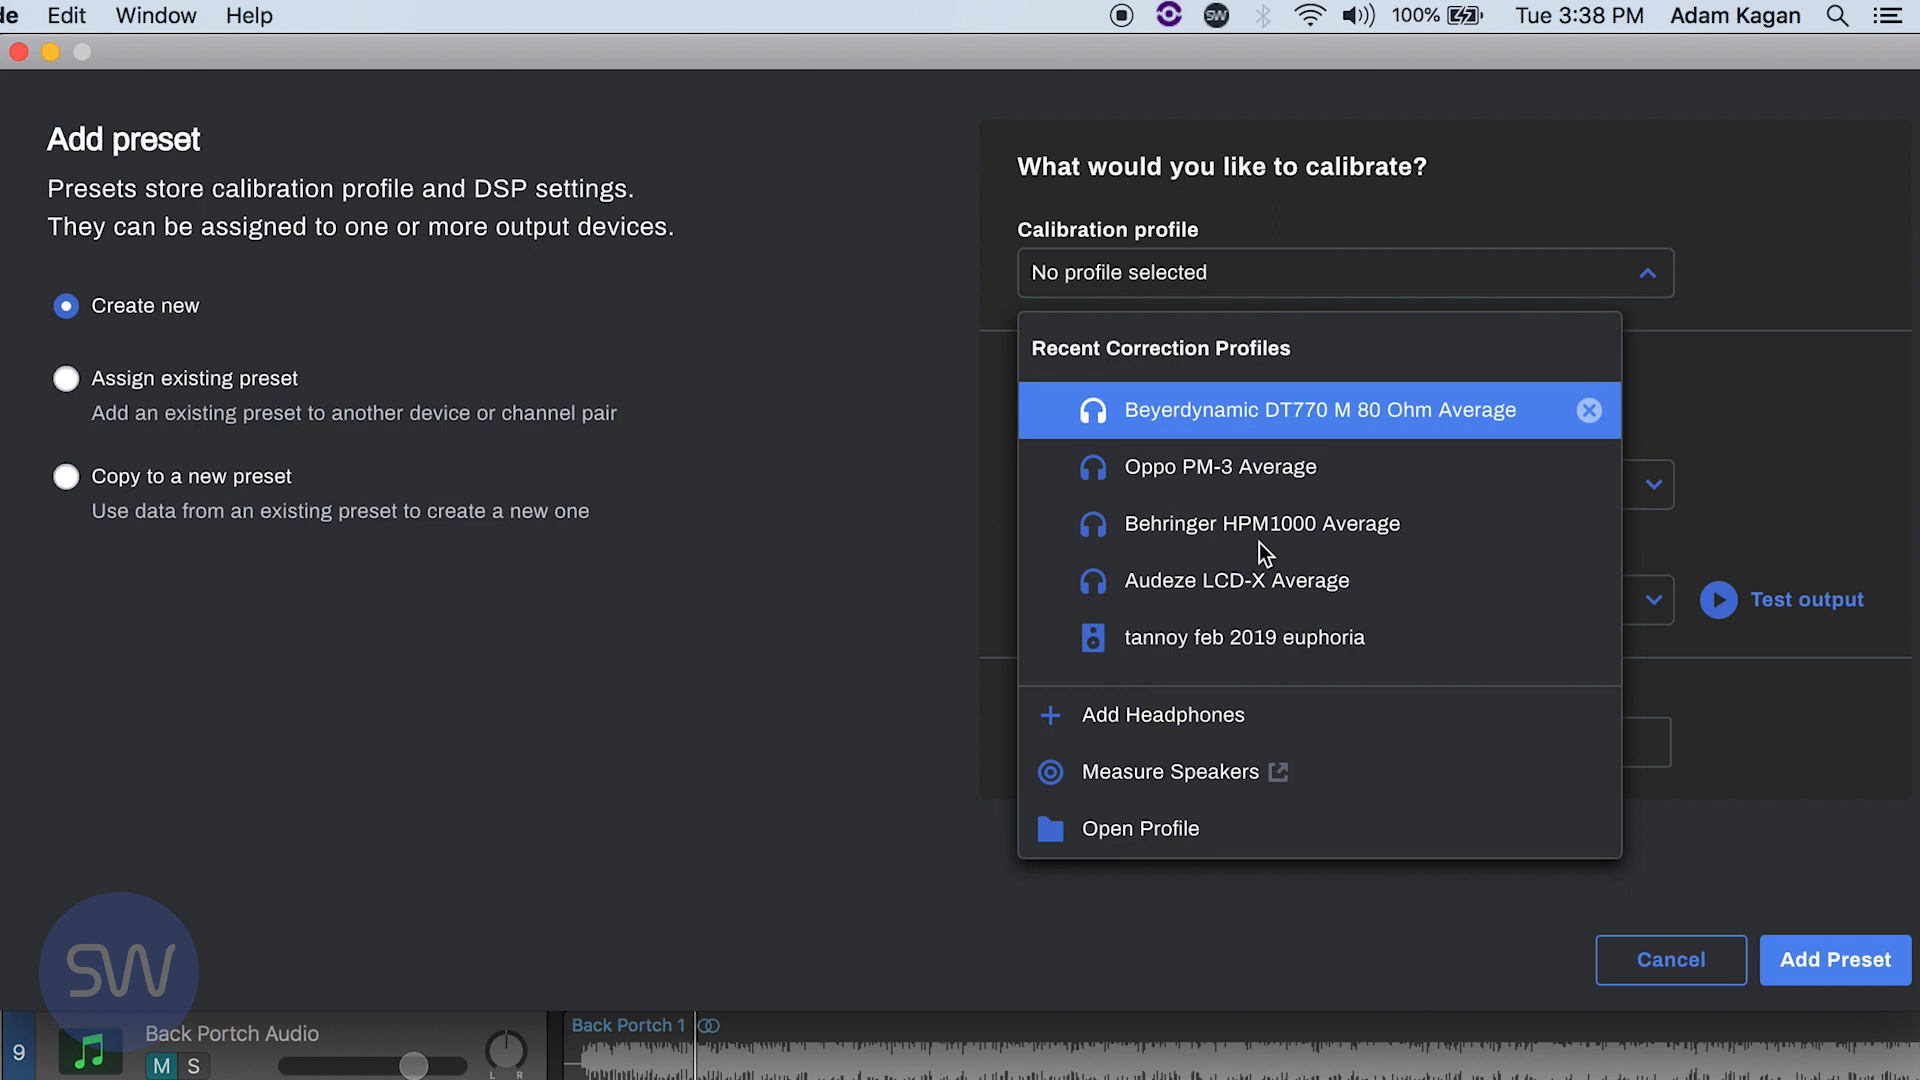 de Edit Window Help
SW
100% Tue 3:38 PM Adam Kagan
Add preset
Presets store calibration profile and DSP settings.
They can be assigned to one or more output devices.
Create new
Assign existing preset
Add an existing preset to another device or channel pair
Copy to a new preset
Use data from an existing preset to create a new one
What would you like to calibrate?
Calibration profile
No profile selected
Recent Correction Profiles
Beyerdynamic DT770 M 80 Ohm Average
Oppo PM-3 Average
Behringer HPM1000 Average
Audeze LCD-X Average
tannoy feb 2019 euphoria
Test output
Add Headphones
Measure Speakers
Open Profile
Cancel
Add Preset
SW
9
Back Portch Audio
M S
L R
Back Portch 1